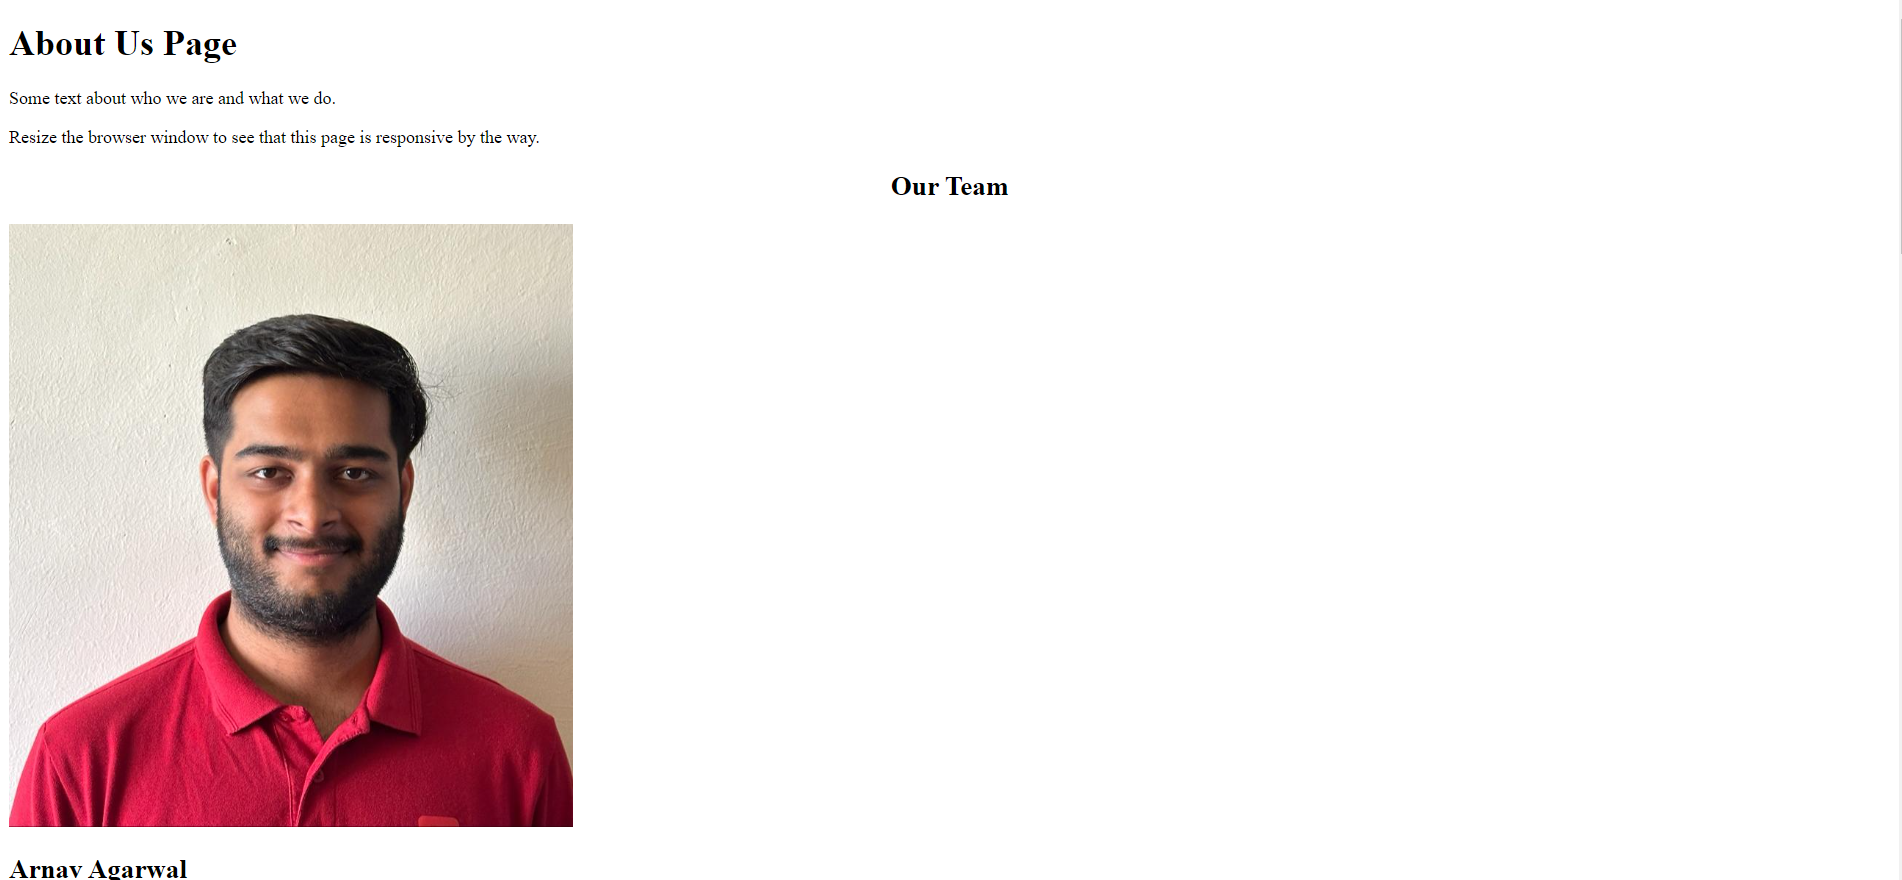 About Us Page
Some text about who we are and what we do.
Resize the browser window to see that this page is responsive by the way.
Our Team
Arnav Agarwal